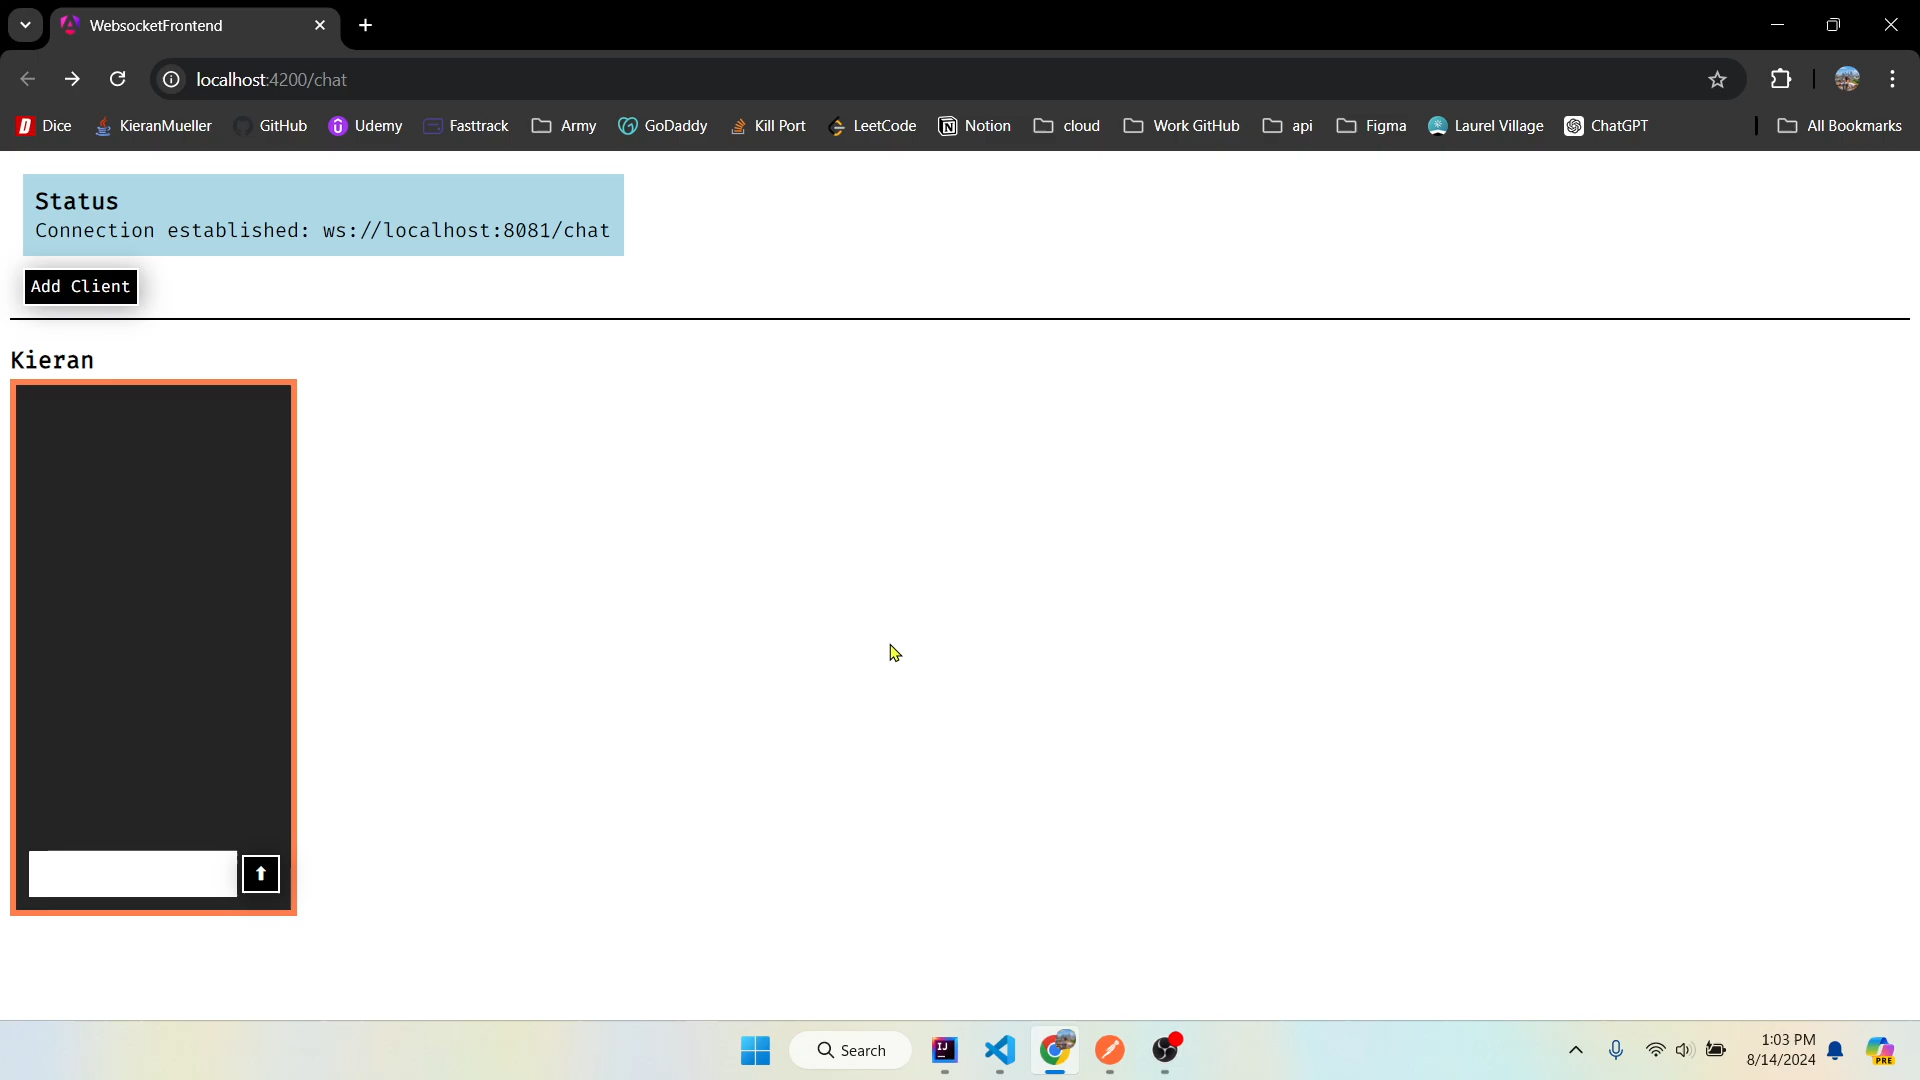 WebsocketFrontend
localhost:4200/chat
Dice KieranMueller GitHub Udemy Fasttrack Army GoDaddy Kill Port LeetCode Notion cloud Work GitHub api Figma Laurel Village ChatGPT All Bookmarks
Status
Connection established: ws://localhost:8081/chat
Add Client
Kieran
Search
1:03 PM
8/14/2024
IJ
PRE